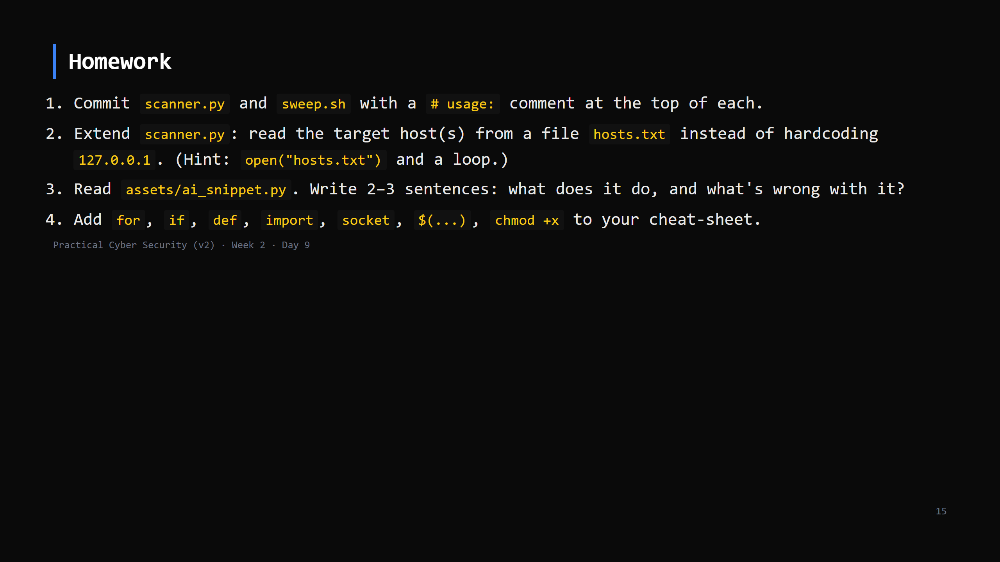 Homework
1. Commit scanner.py and sweep.sh with a # usage: comment at the top of each.
2. Extend scanner.py: read the target host(s) from a file hosts.txt instead of hardcoding
127.0.0.1. (Hint: open("hosts.txt") and a loop.)
3. Read assets/ai_snippet.py. Write 2–3 sentences: what does it do, and what's wrong with it?
4. Add for, if, def, import, socket, $(...), chmod +x to your cheat-sheet.
Practical Cyber Security (v2) · Week 2 · Day 9
15